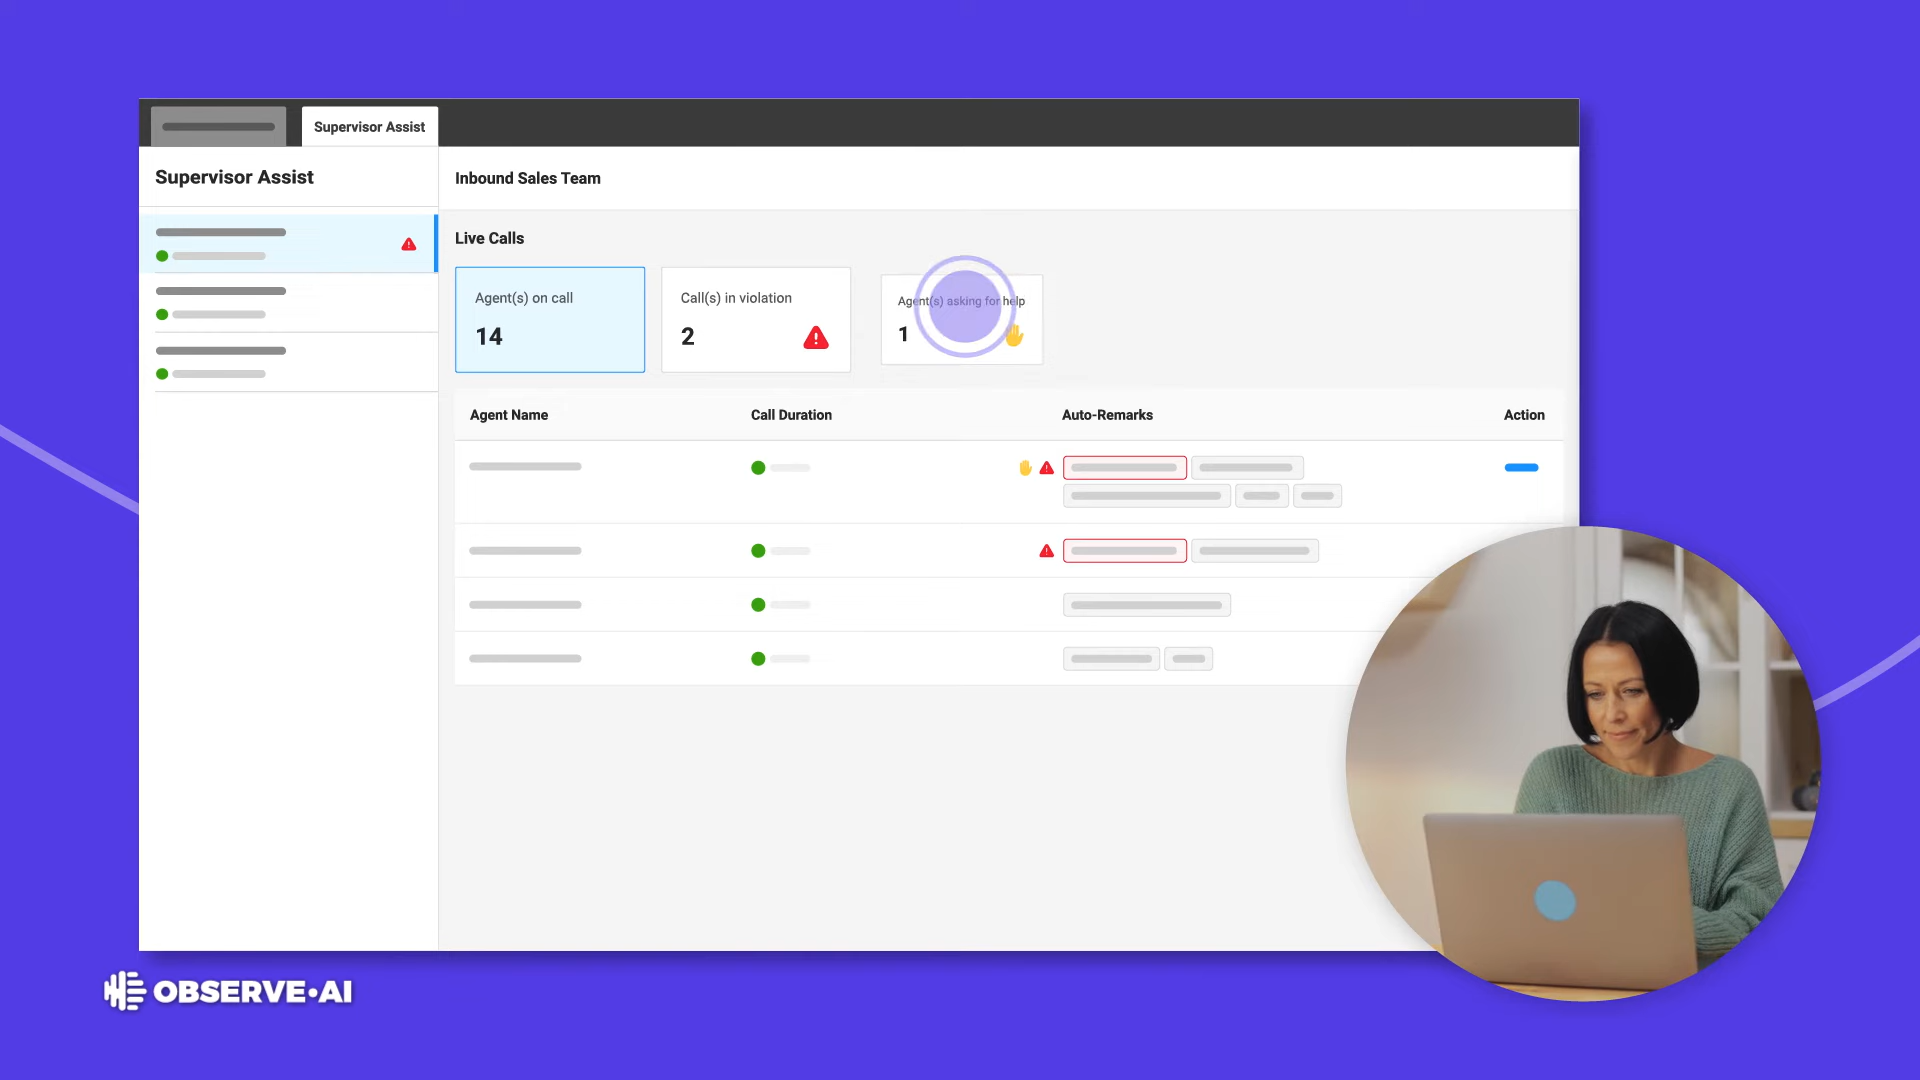 Supervisor Assist
Supervisor Assist
Inbound Sales Team
Live Calls
Agent(s) on call
14
Call(s) in violation
2
Agent(s) asking for help
1
Agent Name
Call Duration
Auto-Remarks
Action
OBSERVE•AI